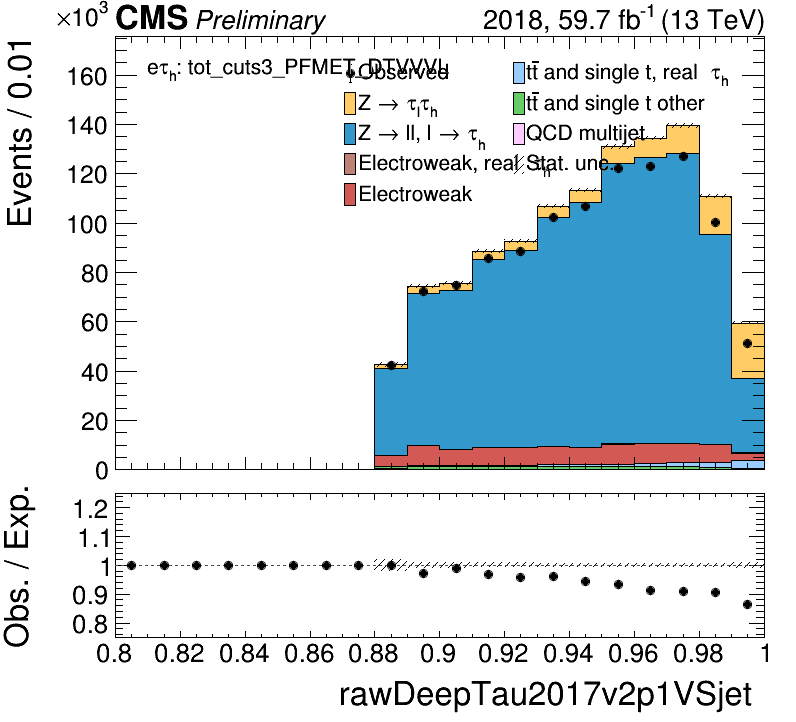 ×10³ CMS Preliminary 2018, 59.7 fb⁻¹ (13 TeV)
Events / 0.01
eτh: tot_cuts3_PFMET_DTVVVL
Observed
Z → τlτh
Z → ll, l → τh
Electroweak, real τh
Electroweak
tt̄ and single t, real τh
tt̄ and single t other
QCD multijet
Stat. unc.
160
140
120
100
80
60
40
20
0
Obs. / Exp.
1.2
1.1
1
0.9
0.8
0.8 0.82 0.84 0.86 0.88 0.9 0.92 0.94 0.96 0.98 1
rawDeepTau2017v2p1VSjet